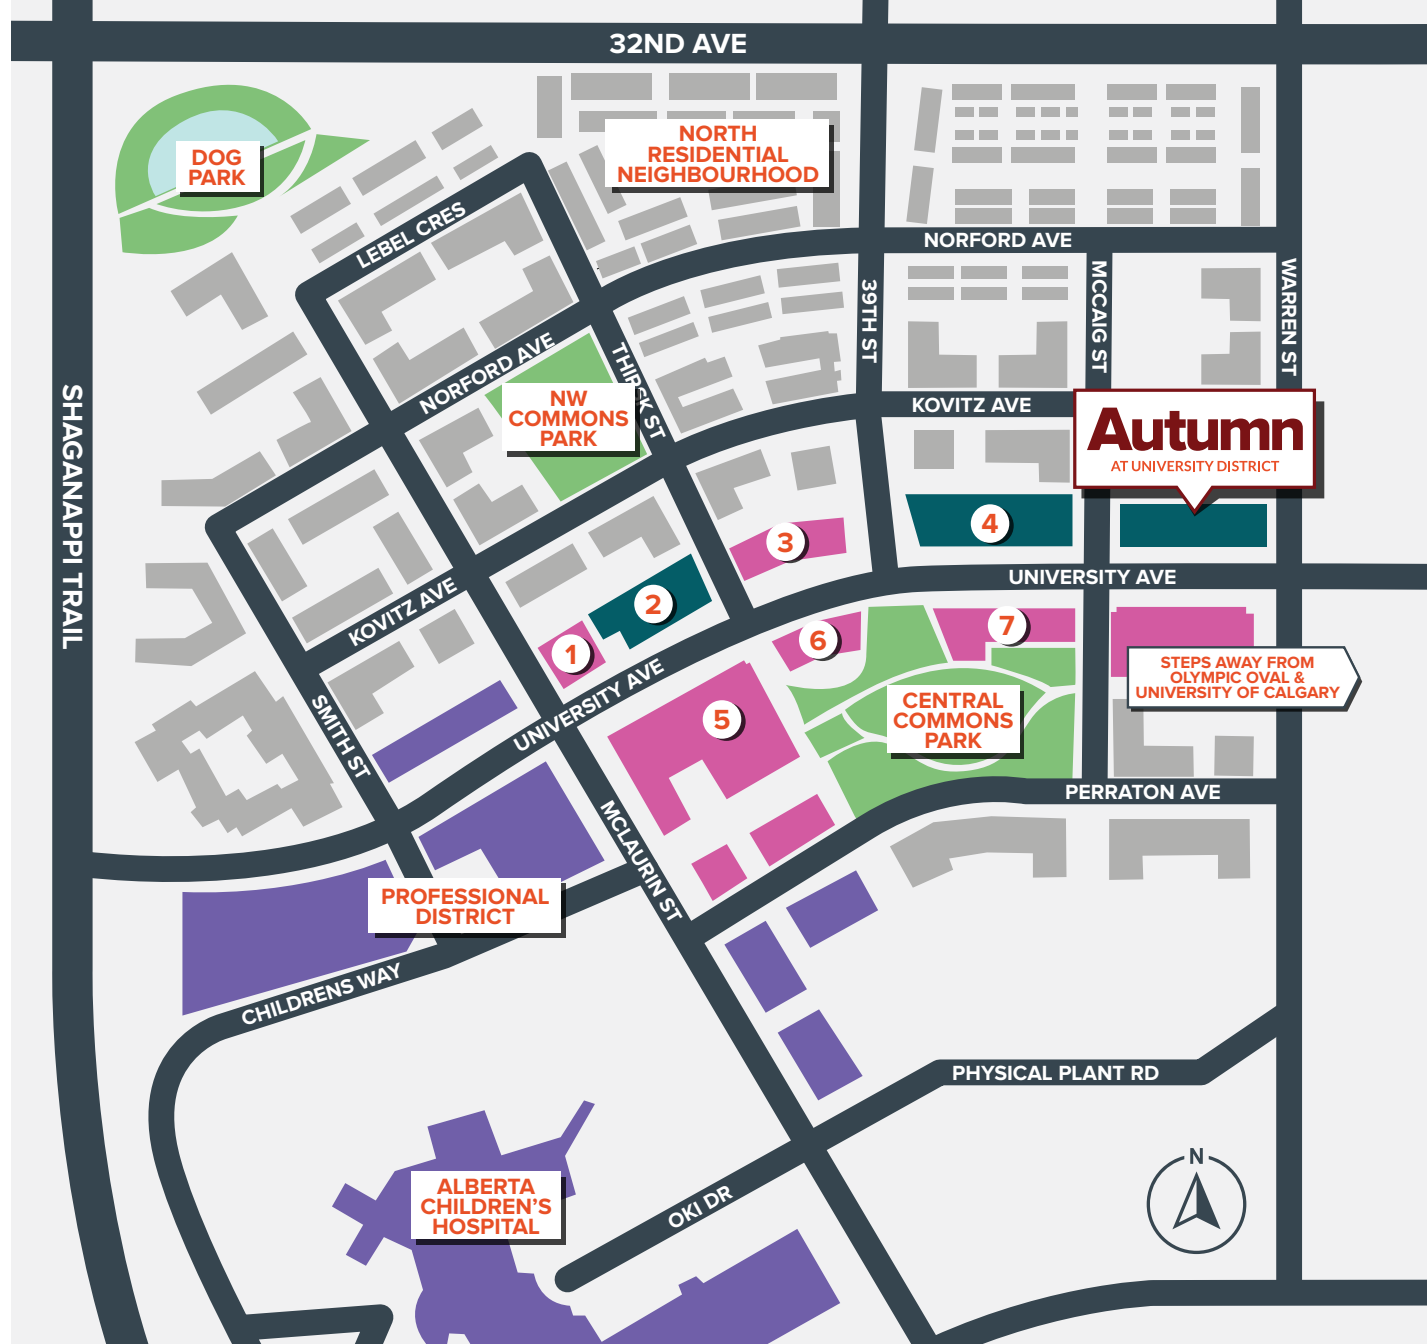 32ND AVE
DOG
PARK
NORTH
RESIDENTIAL
NEIGHBOURHOOD
LEBEL CRES
NORFORD AVE
39TH ST
MCCAIG ST
WARREN ST
NORFORD AVE
THIRSK ST
SHAGANAPPI TRAIL
NW
COMMONS
PARK
KOVITZ AVE
Autumn
AT UNIVERSITY DISTRICT
4
3
UNIVERSITY AVE
KOVITZ AVE
2
1
6
7
STEPS AWAY FROM
OLYMPIC OVAL &
UNIVERSITY OF CALGARY
UNIVERSITY AVE
SMITH ST
5
CENTRAL
COMMONS
PARK
PERRATON AVE
MCLAURIN ST
PROFESSIONAL
DISTRICT
CHILDRENS WAY
PHYSICAL PLANT RD
N
ALBERTA
CHILDREN'S
HOSPITAL
OKI DR